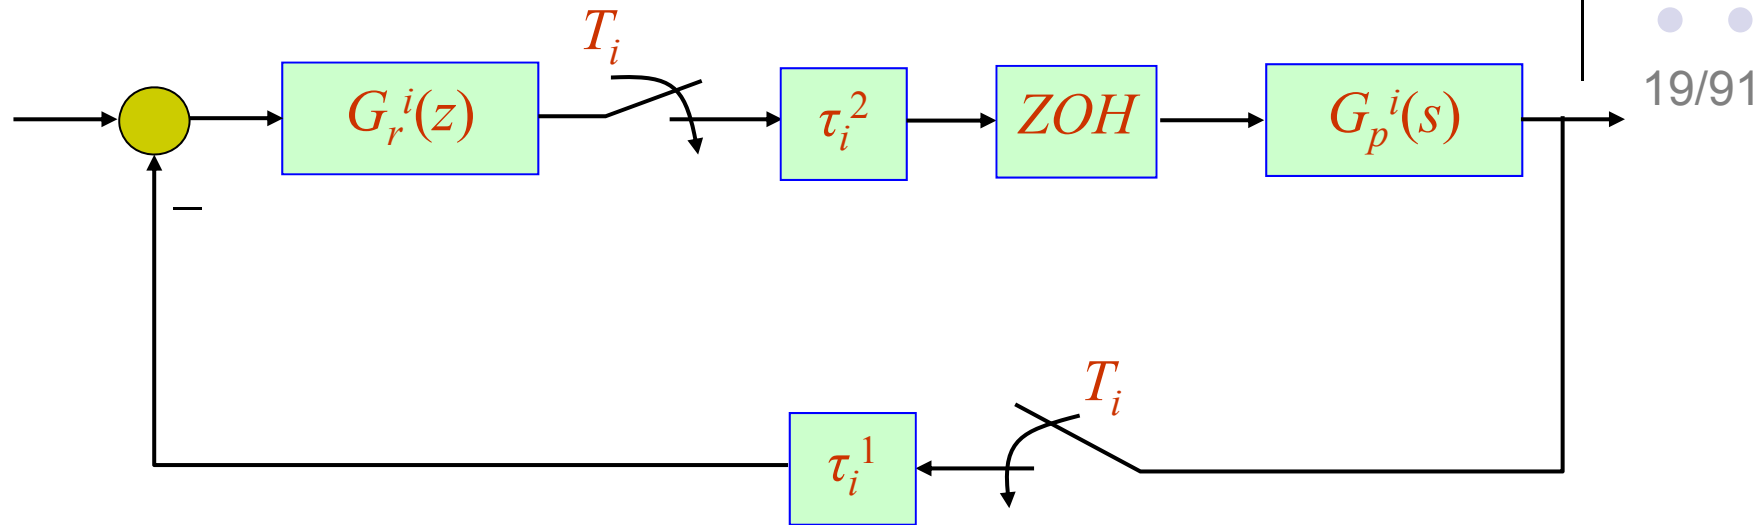 T_i
19/91
G_r^i(z)
τ_i^2
ZOH
G_p^i(s)
–
T_i
τ_i^1